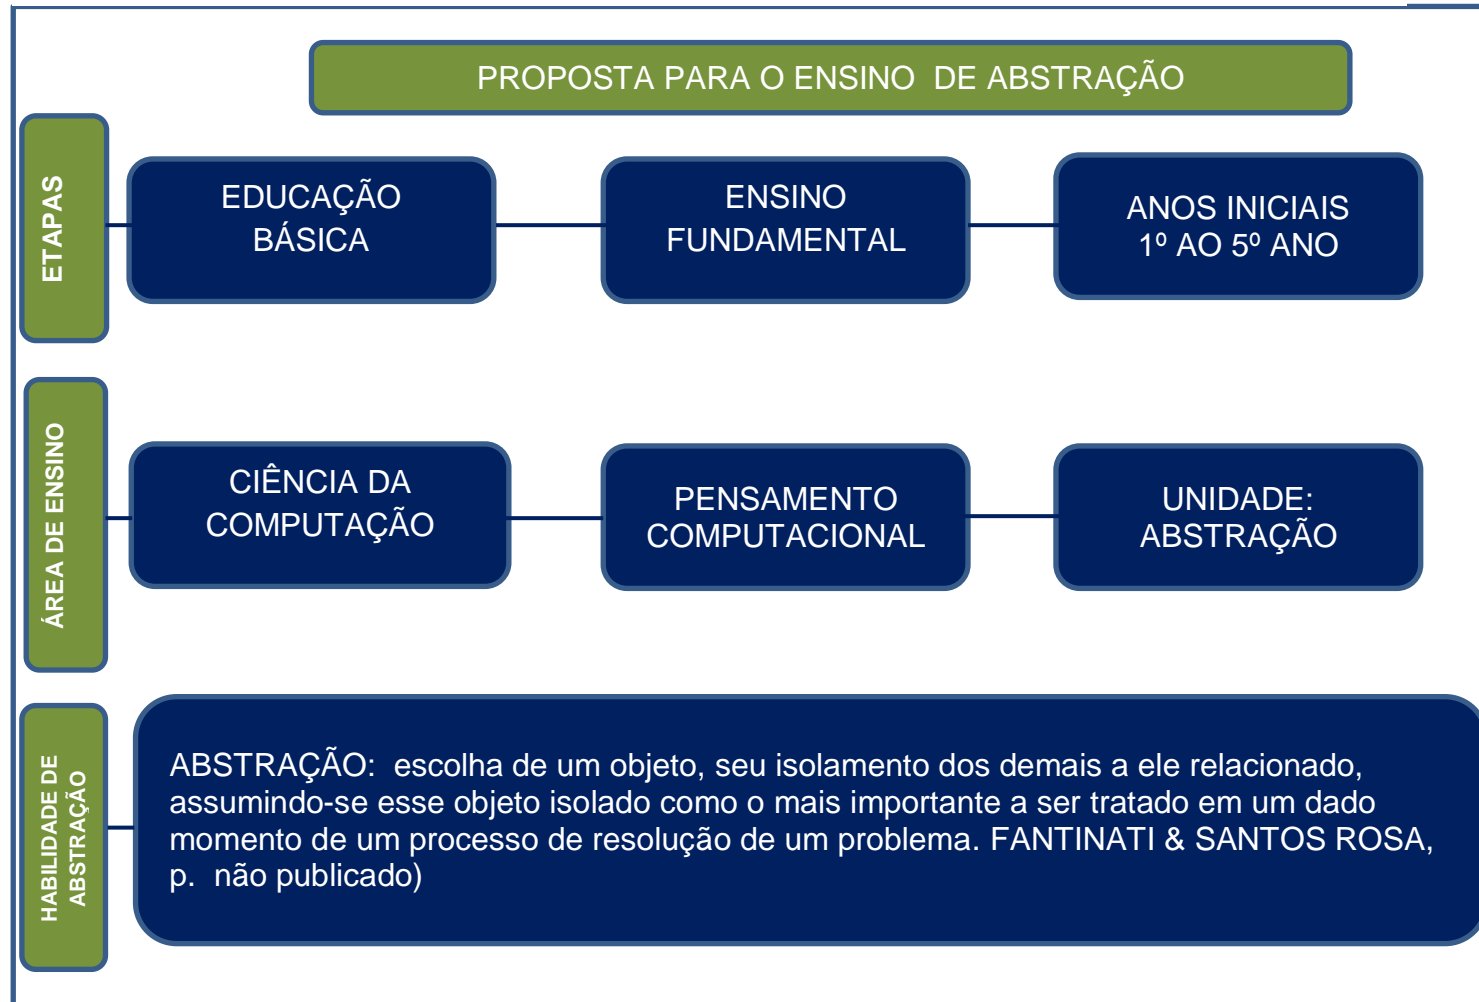 PROPOSTA PARA O ENSINO DE ABSTRAÇÃO
ETAPAS
EDUCAÇÃO
BÁSICA
ENSINO
FUNDAMENTAL
ANOS INICIAIS
1º AO 5º ANO
ÁREA DE ENSINO
CIÊNCIA DA
COMPUTAÇÃO
PENSAMENTO
COMPUTACIONAL
UNIDADE:
ABSTRAÇÃO
HABILIDADE DE
ABSTRAÇÃO
ABSTRAÇÃO: escolha de um objeto, seu isolamento dos demais a ele relacionado,
assumindo-se esse objeto isolado como o mais importante a ser tratado em um dado
momento de um processo de resolução de um problema. FANTINATI & SANTOS ROSA,
p. não publicado)